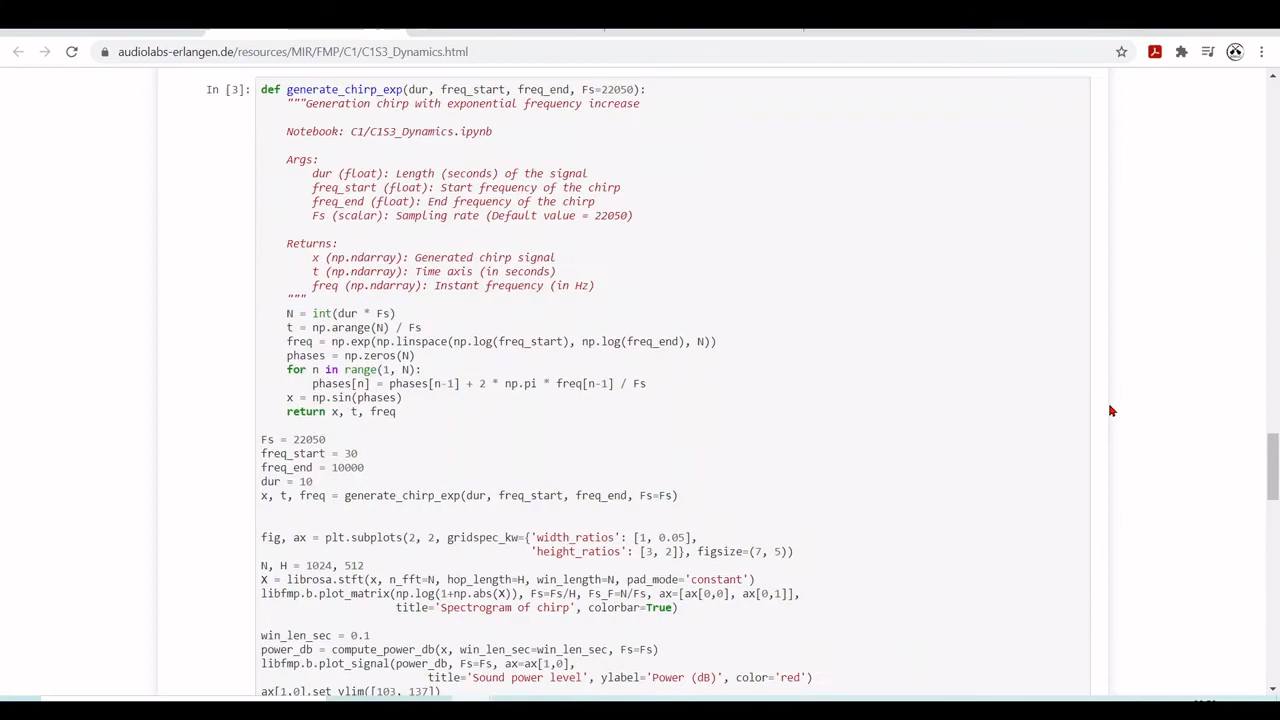 audiolabs-erlangen.de/resources/MIR/FMP/C1/C1S3_Dynamics.html
In [3]: def generate_chirp_exp(dur, freq_start, freq_end, Fs=22050):
"""Generation chirp with exponential frequency increase
Notebook: C1/C1S3_Dynamics.ipynb
Args:
dur (float): Length (seconds) of the signal
freq_start (float): Start frequency of the chirp
freq_end (float): End frequency of the chirp
Fs (scalar): Sampling rate (Default value = 22050)
Returns:
x (np.ndarray): Generated chirp signal
t (np.ndarray): Time axis (in seconds)
freq (np.ndarray): Instant frequency (in Hz)
"""
N = int(dur * Fs)
t = np.arange(N) / Fs
freq = np.exp(np.linspace(np.log(freq_start), np.log(freq_end), N))
phases = np.zeros(N)
for n in range(1, N):
phases[n] = phases[n-1] + 2 * np.pi * freq[n-1] / Fs
x = np.sin(phases)
return x, t, freq
Fs = 22050
freq_start = 30
freq_end = 10000
dur = 10
x, t, freq = generate_chirp_exp(dur, freq_start, freq_end, Fs=Fs)
fig, ax = plt.subplots(2, 2, gridspec_kw={'width_ratios': [1, 0.05],
'height_ratios': [3, 2]}, figsize=(7, 5))
N, H = 1024, 512
X = librosa.stft(x, n_fft=N, hop_length=H, win_length=N, pad_mode='constant')
libfmp.b.plot_matrix(np.log(1+np.abs(X)), Fs=Fs/H, Fs_F=N/Fs, ax=[ax[0,0], ax[0,1]],
title='Spectrogram of chirp', colorbar=True)
win_len_sec = 0.1
power_db = compute_power_db(x, win_len_sec=win_len_sec, Fs=Fs)
libfmp.b.plot_signal(power_db, Fs=Fs, ax=ax[1,0],
title='Sound power level', ylabel='Power (dB)', color='red')
ax[1,0].set_ylim([103, 137])